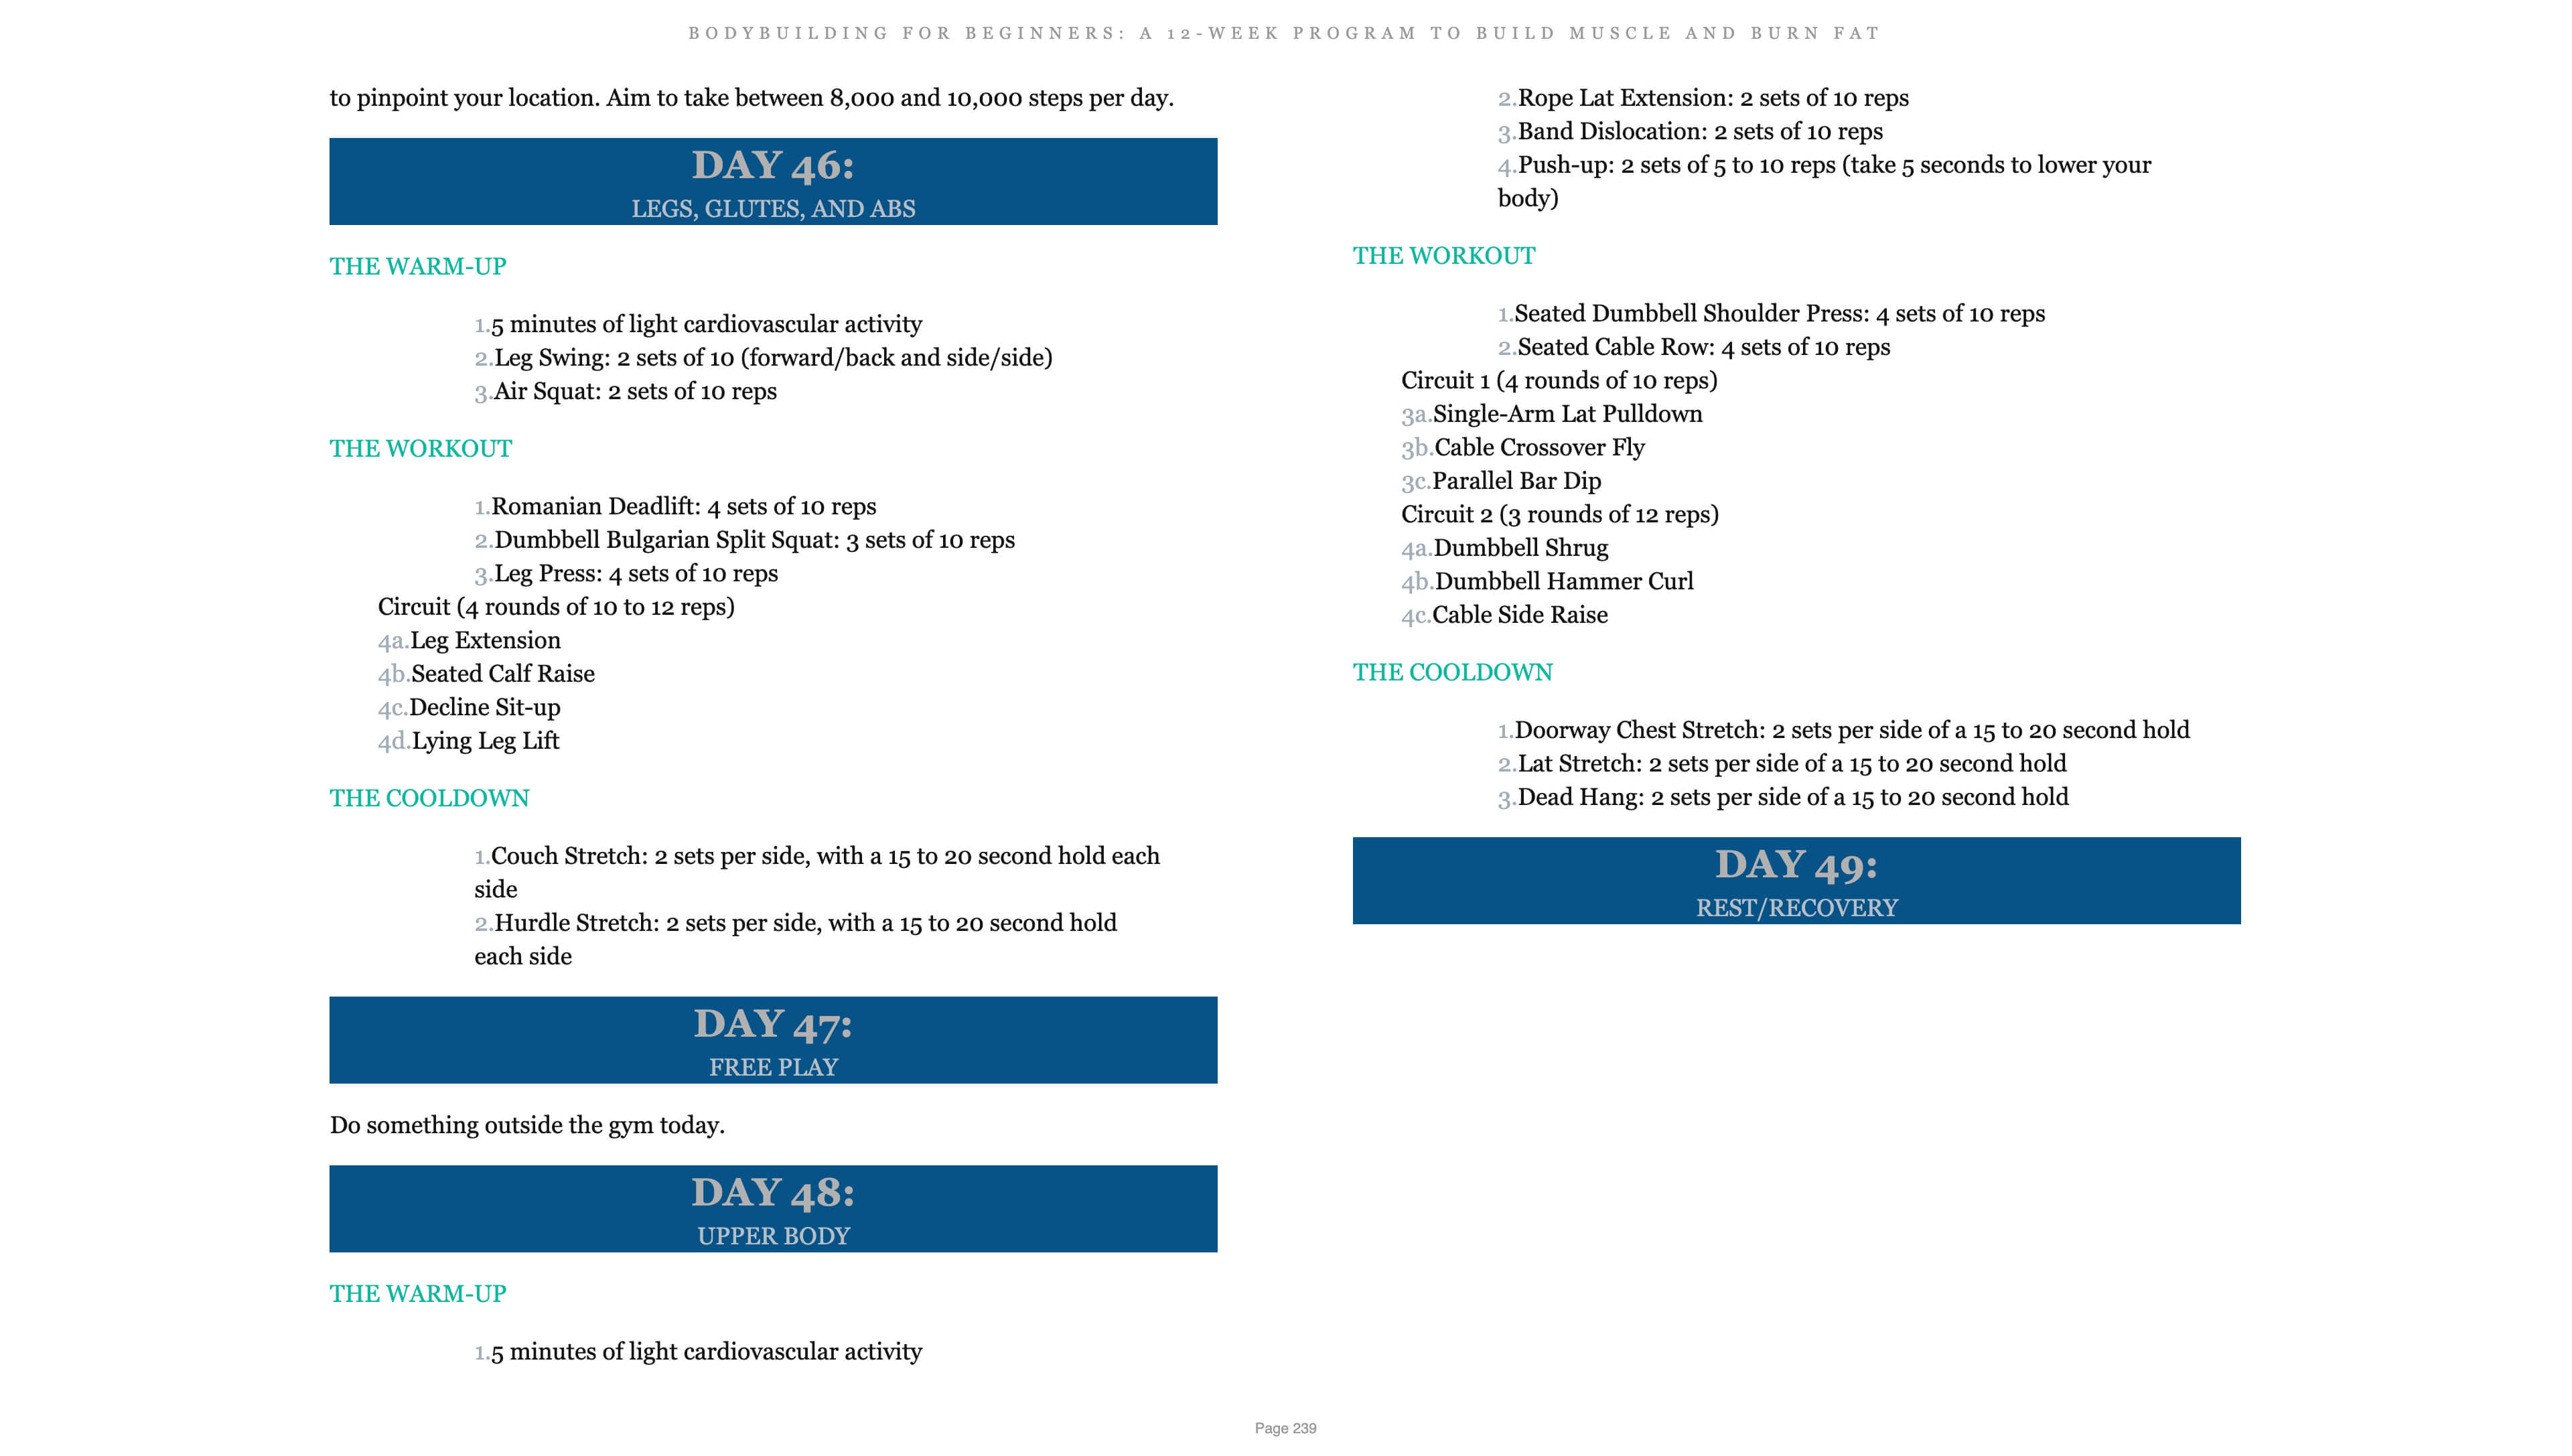 BODYBUILDING FOR BEGINNERS: A 12-WEEK PROGRAM TO BUILD MUSCLE AND BURN FAT
to pinpoint your location. Aim to take between 8,000 and 10,000 steps per day.
DAY 46:
LEGS, GLUTES, AND ABS
THE WARM-UP
1.5 minutes of light cardiovascular activity
2.Leg Swing: 2 sets of 10 (forward/back and side/side)
3.Air Squat: 2 sets of 10 reps
THE WORKOUT
1.Romanian Deadlift: 4 sets of 10 reps
2.Dumbbell Bulgarian Split Squat: 3 sets of 10 reps
3.Leg Press: 4 sets of 10 reps
Circuit (4 rounds of 10 to 12 reps)
4a.Leg Extension
4b.Seated Calf Raise
4c.Decline Sit-up
4d.Lying Leg Lift
THE COOLDOWN
1.Couch Stretch: 2 sets per side, with a 15 to 20 second hold each
side
2.Hurdle Stretch: 2 sets per side, with a 15 to 20 second hold
each side
DAY 47:
FREE PLAY
Do something outside the gym today.
DAY 48:
UPPER BODY
THE WARM-UP
1.5 minutes of light cardiovascular activity
2.Rope Lat Extension: 2 sets of 10 reps
3.Band Dislocation: 2 sets of 10 reps
4.Push-up: 2 sets of 5 to 10 reps (take 5 seconds to lower your
body)
THE WORKOUT
1.Seated Dumbbell Shoulder Press: 4 sets of 10 reps
2.Seated Cable Row: 4 sets of 10 reps
Circuit 1 (4 rounds of 10 reps)
3a.Single-Arm Lat Pulldown
3b.Cable Crossover Fly
3c.Parallel Bar Dip
Circuit 2 (3 rounds of 12 reps)
4a.Dumbbell Shrug
4b.Dumbbell Hammer Curl
4c.Cable Side Raise
THE COOLDOWN
1.Doorway Chest Stretch: 2 sets per side of a 15 to 20 second hold
2.Lat Stretch: 2 sets per side of a 15 to 20 second hold
3.Dead Hang: 2 sets per side of a 15 to 20 second hold
DAY 49:
REST/RECOVERY
Page 239